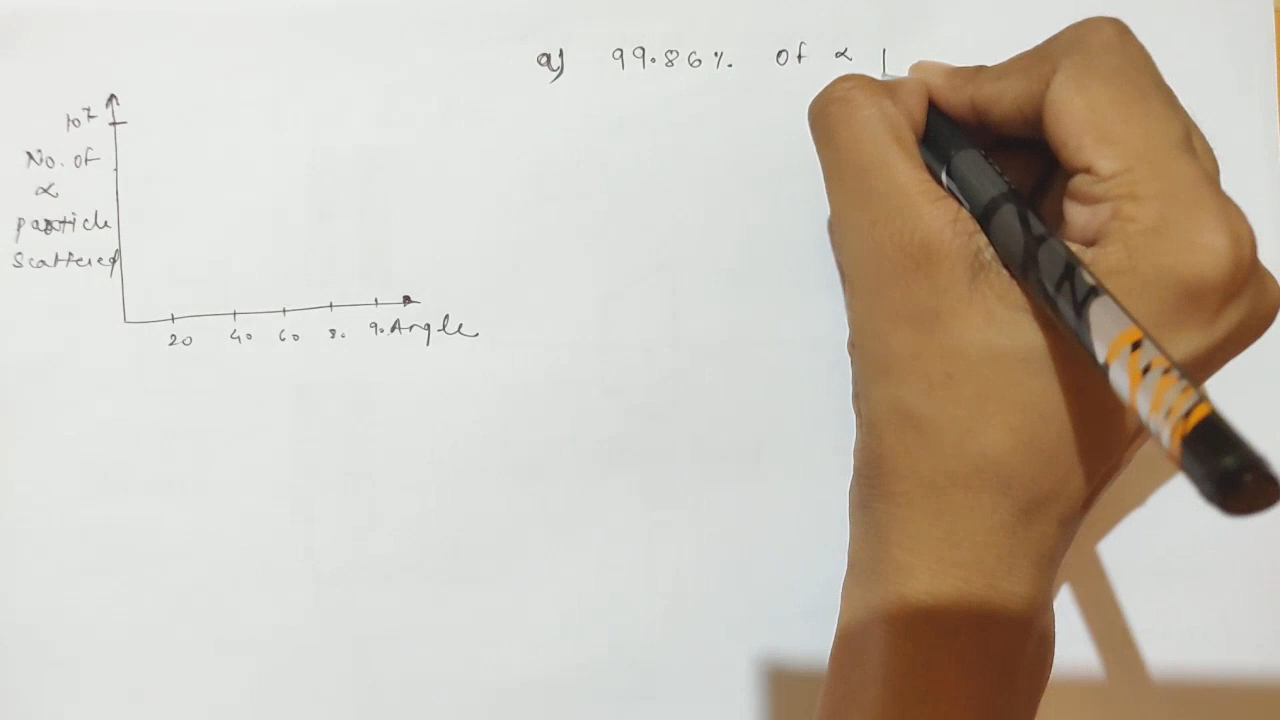 a) 99.86% of α
10⁷
No. of
α
particle
scattered
20 40 60 80 90 Angle